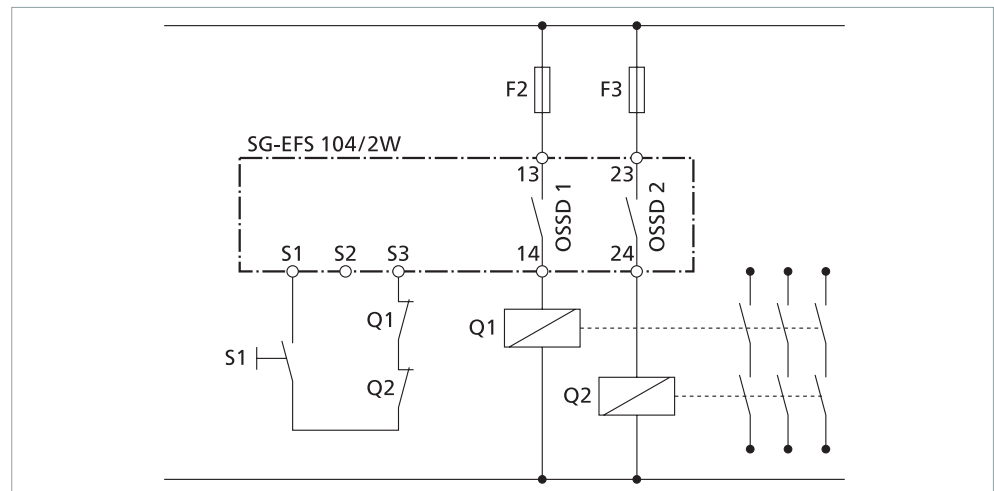 F2
F3
SG-EFS 104/2W
13
23
OSSD 1
OSSD 2
S1
S2
S3
14
24
Q1
Q1
S1
Q2
Q2